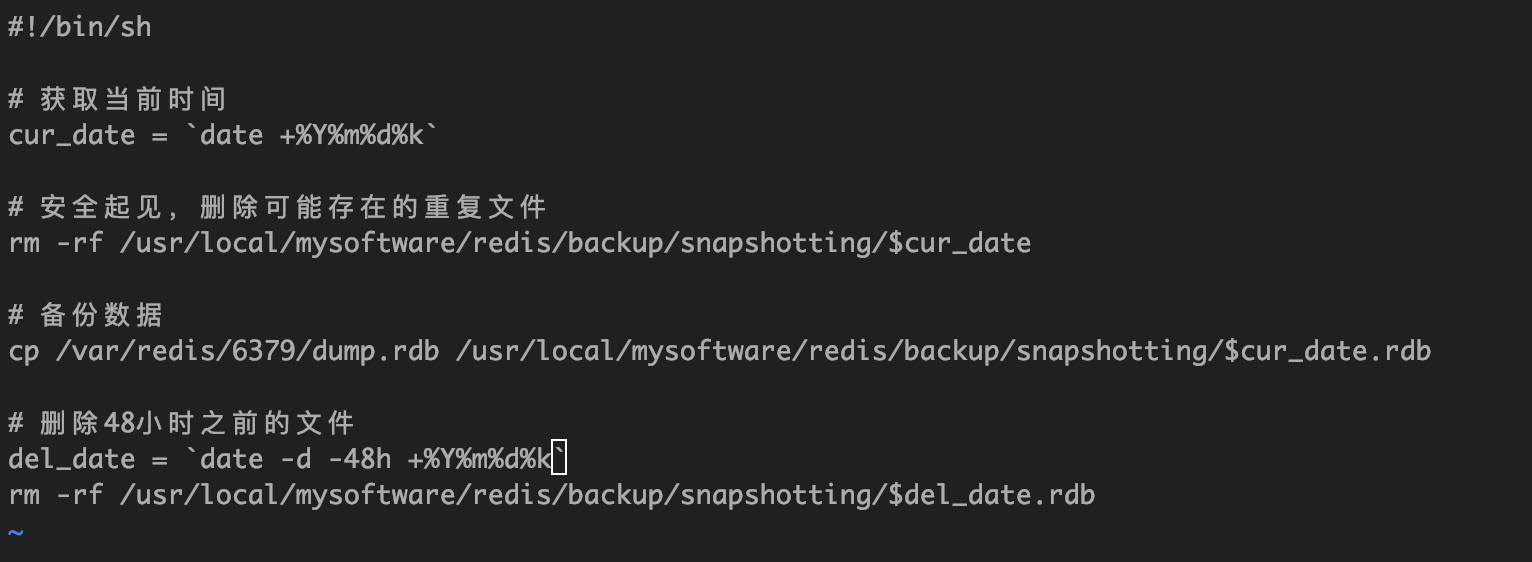 #!/bin/sh
# 获取当前时间
cur_date = `date +%Y%m%d%k`
# 安全起见，删除可能存在的重复文件
rm -rf /usr/local/mysoftware/redis/backup/snapshotting/$cur_date
# 备份数据
cp /var/redis/6379/dump.rdb /usr/local/mysoftware/redis/backup/snapshotting/$cur_date.rdb
# 删除48小时之前的文件
del_date = `date -d -48h +%Y%m%d%k`
rm -rf /usr/local/mysoftware/redis/backup/snapshotting/$del_date.rdb
~